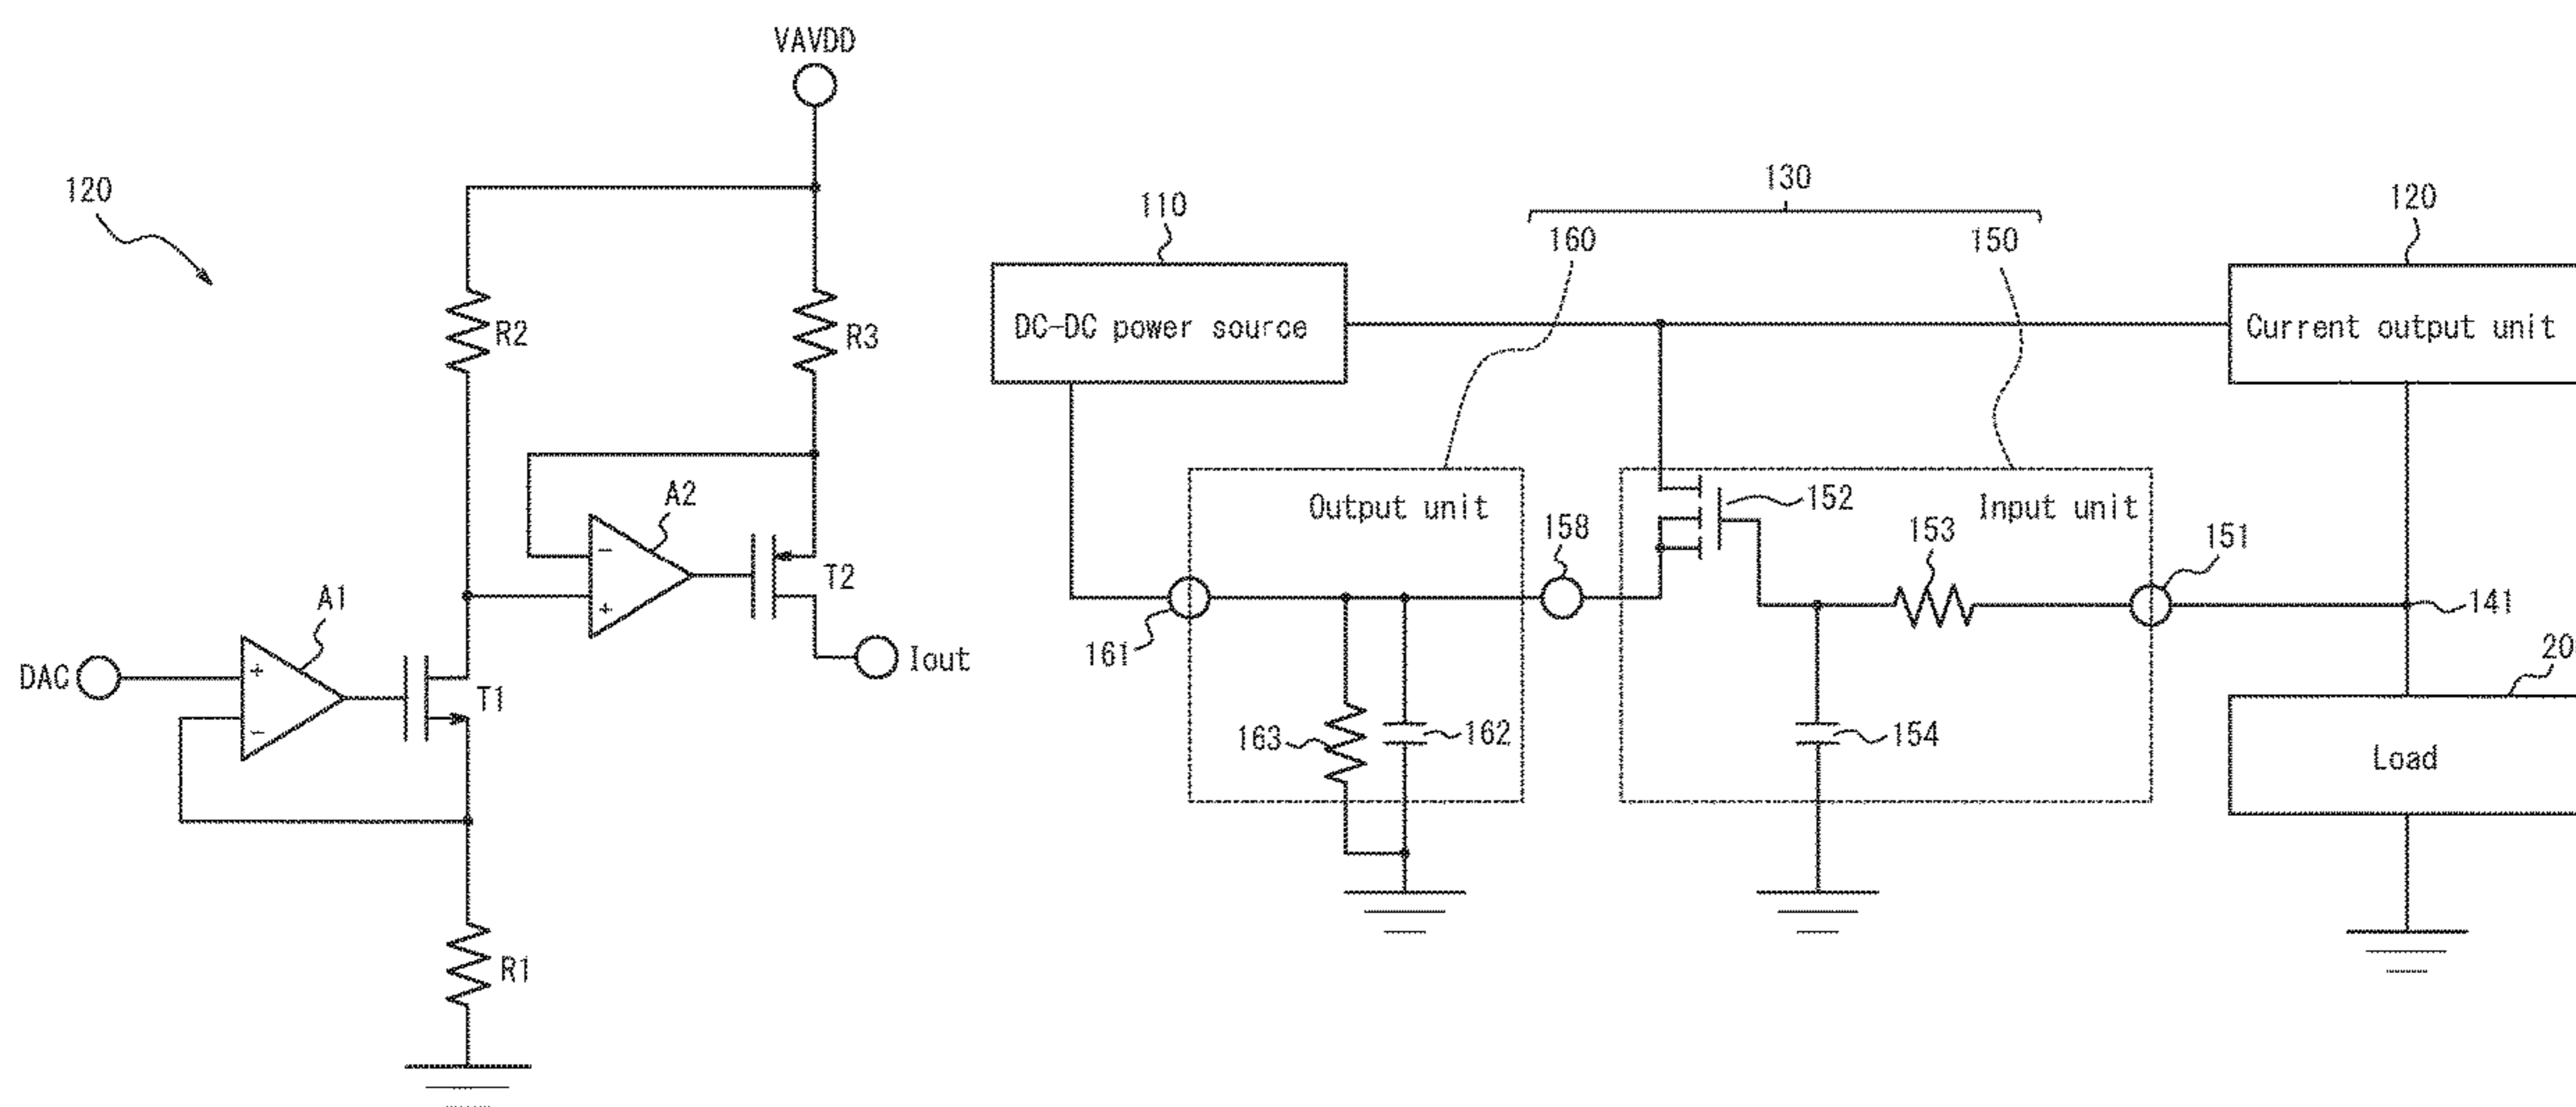 VAVDD
120
R2
R3
A2
T2
A1
DAC
T1
Iout
R1
130
110
160
150
120
DC-DC power source
Current output unit
Output unit
152
Input unit
158
153
151
161
141
163
162
154
20
Load